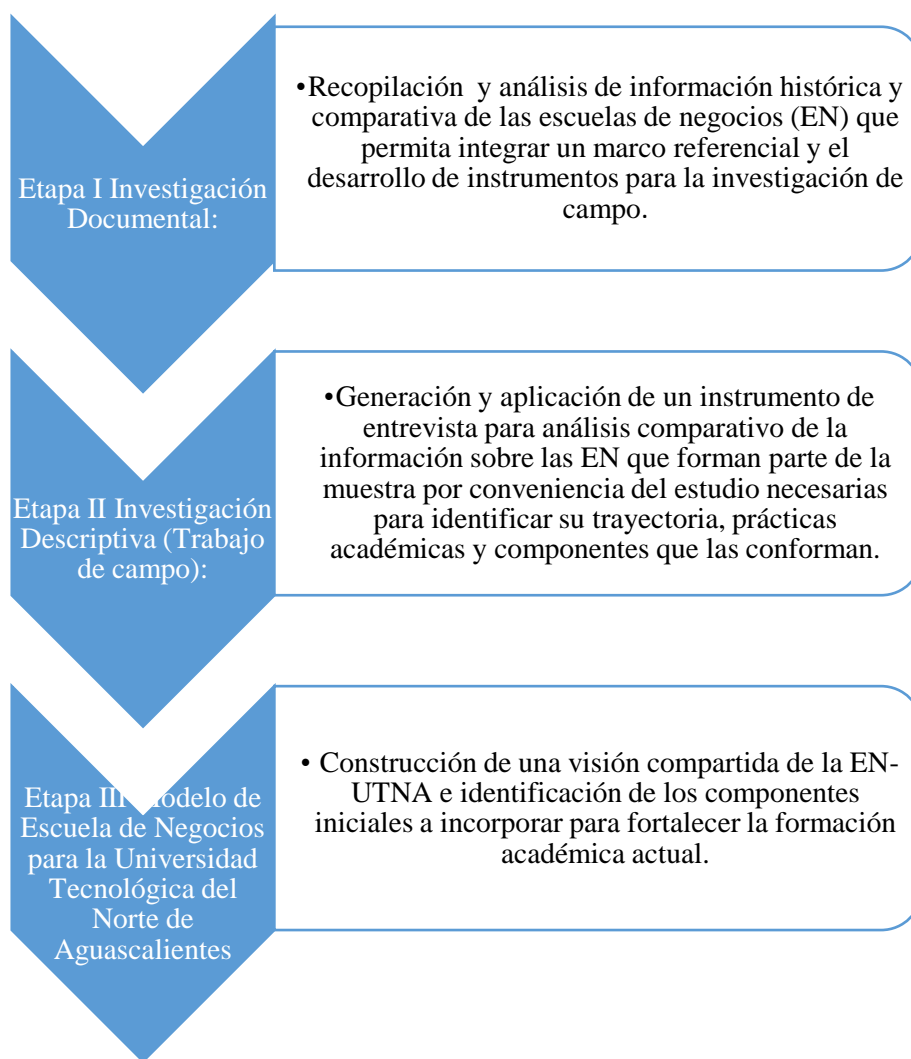 Etapa I Investigación
Documental:
•Recopilación y análisis de información histórica y
comparativa de las escuelas de negocios (EN) que
permita integrar un marco referencial y el
desarrollo de instrumentos para la investigación de
campo.
Etapa II Investigación
Descriptiva (Trabajo
de campo):
•Generación y aplicación de un instrumento de
entrevista para análisis comparativo de la
información sobre las EN que forman parte de la
muestra por conveniencia del estudio necesarias
para identificar su trayectoria, prácticas
académicas y componentes que las conforman.
Etapa III Modelo de
Escuela de Negocios
para la Universidad
Tecnológica del
Norte de
Aguascalientes
• Construcción de una visión compartida de la EN-
UTNA e identificación de los componentes
iniciales a incorporar para fortalecer la formación
académica actual.